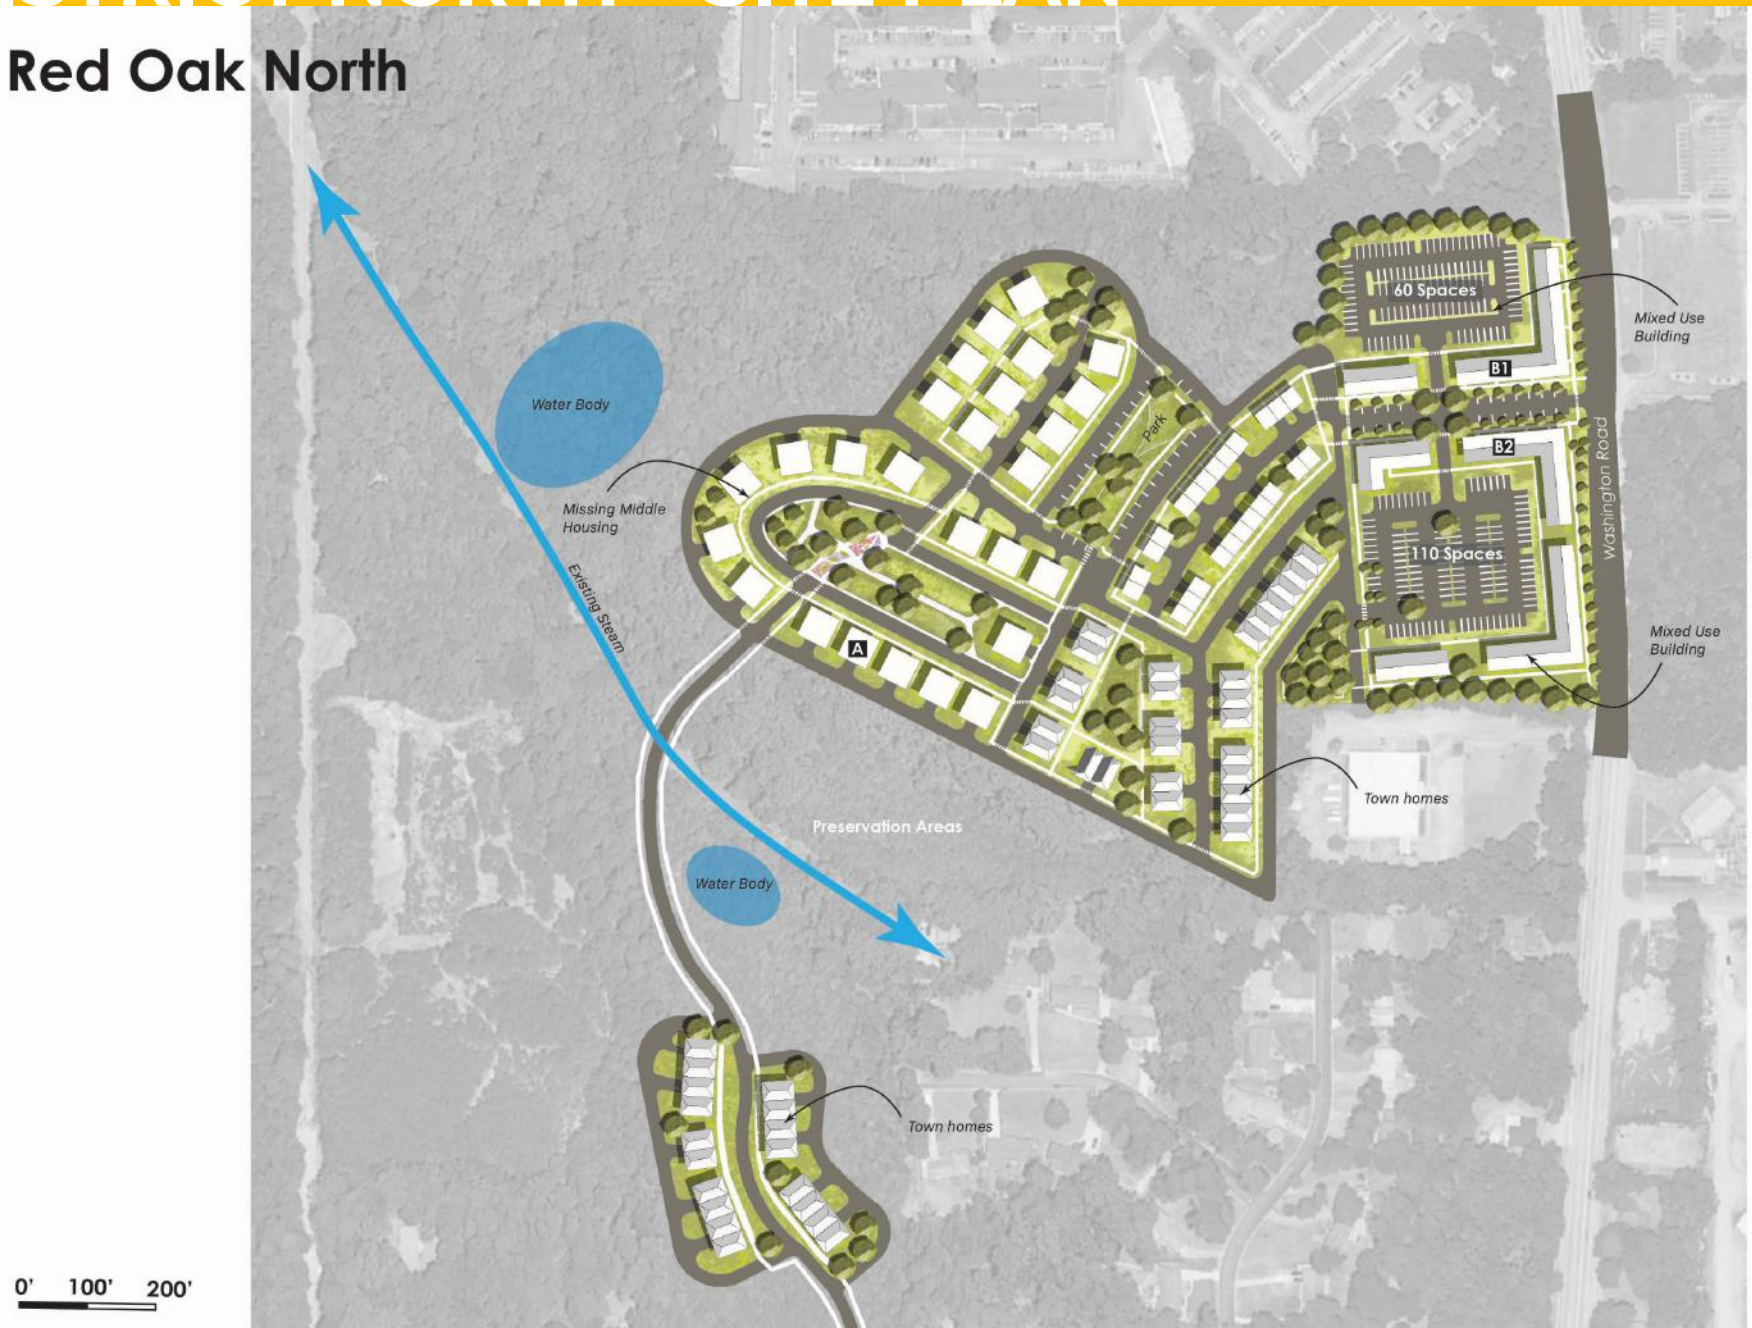 Red Oak North
60 Spaces
Mixed Use
Building
B1
Water Body
Park
B2
Washington Road
Missing Middle
Housing
110 Spaces
Existing Steam
A
Mixed Use
Building
Town homes
Preservation Areas
Water Body
Town homes
0' 100' 200'